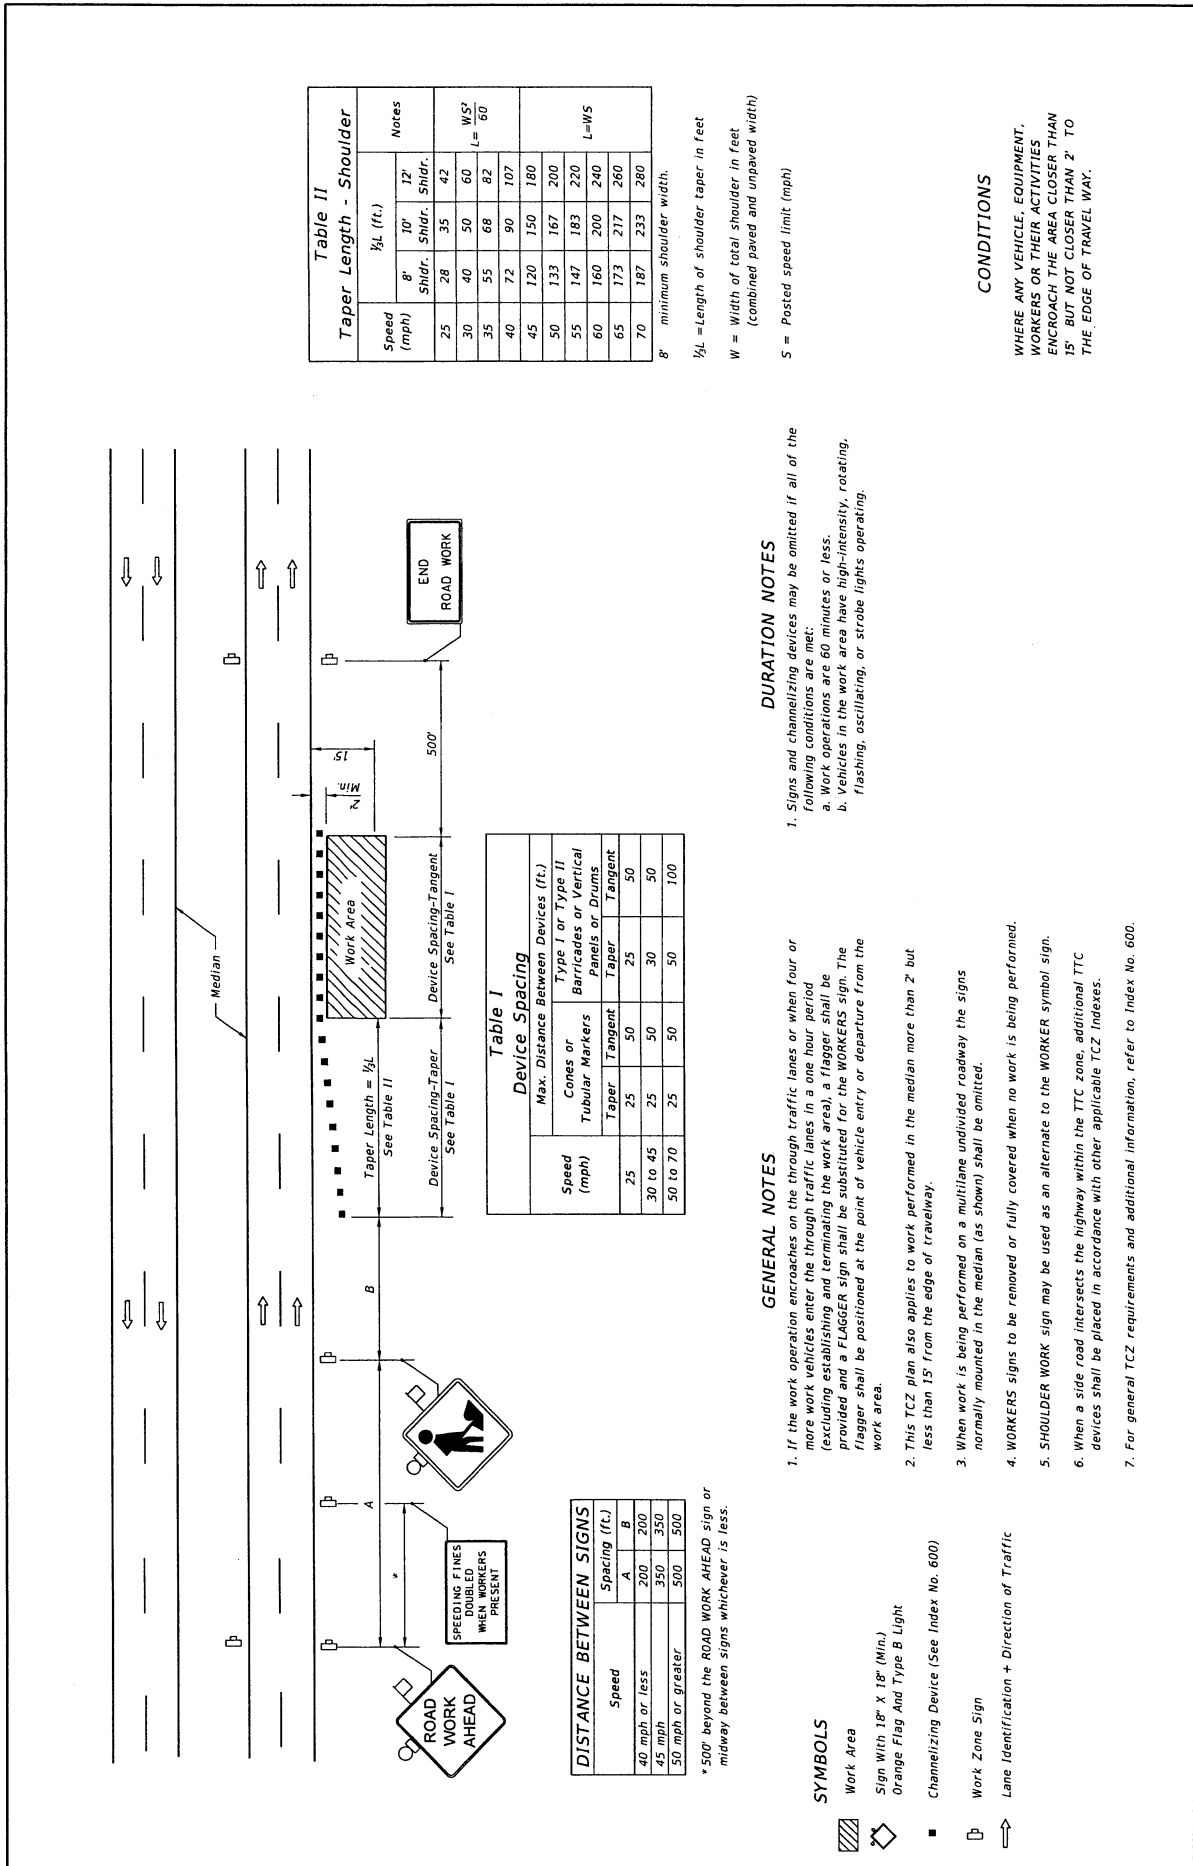 Median
15'
2'
Min.
Work Area
Taper Length = ⅓L
See Table II
Device Spacing-Taper
See Table I
Device Spacing-Tangent
See Table I
500'
A
B
*
ROAD
WORK
AHEAD
SPEEDING FINES
DOUBLED
WHEN WORKERS
PRESENT
END
ROAD WORK
Table II
Taper Length - Shoulder
Speed
(mph)
⅓L (ft.)
Notes
8'
Shldr.
10'
Shldr.
12'
Shldr.
25 28 35 42
30 40 50 60
35 55 68 82
40 72 90 107
L= WS²
60
45 120 150 180
50 133 167 200
55 147 183 220
60 160 200 240
65 173 217 260
70 187 233 280
L=WS
8' minimum shoulder width.
⅓L =Length of shoulder taper in feet
W = Width of total shoulder in feet
(combined paved and unpaved width)
S = Posted speed limit (mph)
Table I
Device Spacing
Speed
(mph)
Max. Distance Between Devices (ft.)
Cones or
Tubular Markers
Type I or Type II
Barricades or Vertical
Panels or Drums
Taper Tangent Taper Tangent
25 25 50 25 50
30 to 45 25 50 30 50
50 to 70 25 50 50 100
DISTANCE BETWEEN SIGNS
Speed
Spacing (ft.)
A B
40 mph or less 200 200
45 mph 350 350
50 mph or greater 500 500
* 500' beyond the ROAD WORK AHEAD sign or
midway between signs whichever is less.
SYMBOLS
Work Area
Sign With 18" X 18" (Min.)
Orange Flag And Type B Light
Channelizing Device (See Index No. 600)
Work Zone Sign
Lane Identification + Direction of Traffic
GENERAL NOTES
1. If the work operation encroaches on the through traffic lanes or when four or
more work vehicles enter the through traffic lanes in a one hour period
(excluding establishing and terminating the work area), a flagger shall be
provided and a FLAGGER sign shall be substituted for the WORKERS sign. The
flagger shall be positioned at the point of vehicle entry or departure from the
work area.
2. This TCZ plan also applies to work performed in the median more than 2' but
less than 15' from the edge of travelway.
3. When work is being performed on a multilane undivided roadway the signs
normally mounted in the median (as shown) shall be omitted.
4. WORKERS signs to be removed or fully covered when no work is being performed.
5. SHOULDER WORK sign may be used as an alternate to the WORKER symbol sign.
6. When a side road intersects the highway within the TTC zone, additional TTC
devices shall be placed in accordance with other applicable TCZ Indexes.
7. For general TCZ requirements and additional information, refer to Index No. 600.
DURATION NOTES
1. Signs and channelizing devices may be omitted if all of the
following conditions are met:
a. Work operations are 60 minutes or less.
b. Vehicles in the work area have high-intensity, rotating,
flashing, oscillating, or strobe lights operating.
CONDITIONS
WHERE ANY VEHICLE, EQUIPMENT,
WORKERS OR THEIR ACTIVITIES
ENCROACH THE AREA CLOSER THAN
15' BUT NOT CLOSER THAN 2' TO
THE EDGE OF TRAVEL WAY.